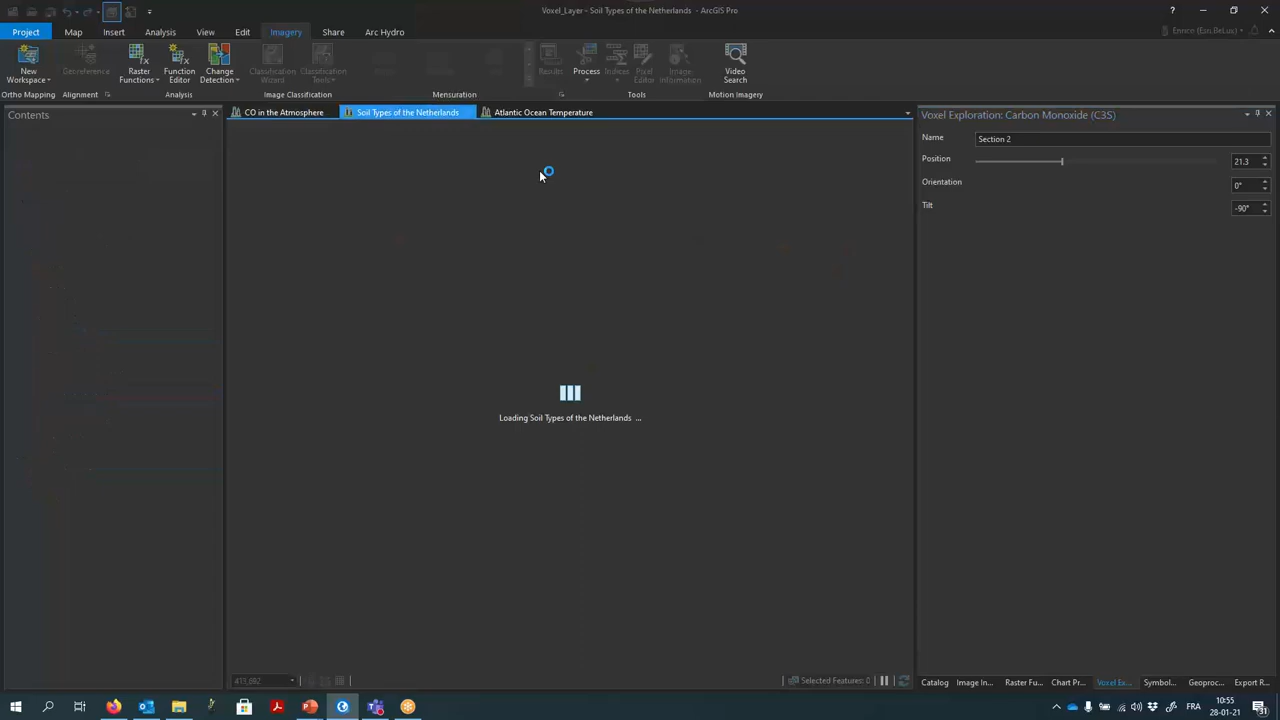 Voxel_Layer - Soil Types of the Netherlands - ArcGIS Pro
Project Map Insert Analysis View Edit Imagery Share Arc Hydro
Enrico (Esri.BeLux)
New Workspace
Georeference
Raster Functions
Function Editor
Change Detection
Classification Wizard
Classification Tools
Results
Process
Indices
Pixel Editor
Image Information
Video Search
Ortho Mapping Alignment Analysis Image Classification Mensuration Tools Motion Imagery
Contents
CO in the Atmosphere Soil Types of the Netherlands Atlantic Ocean Temperature
Voxel Exploration: Carbon Monoxide (C3S)
Name Section 2
Position 21.3
Orientation 0°
Tilt -90°
Loading Soil Types of the Netherlands ...
413,692
Selected Features: 0
Catalog Image In... Raster Fu... Chart Pr... Voxel Ex... Symbol... Geoproc... Export R...
FRA
10:55
28-01-21